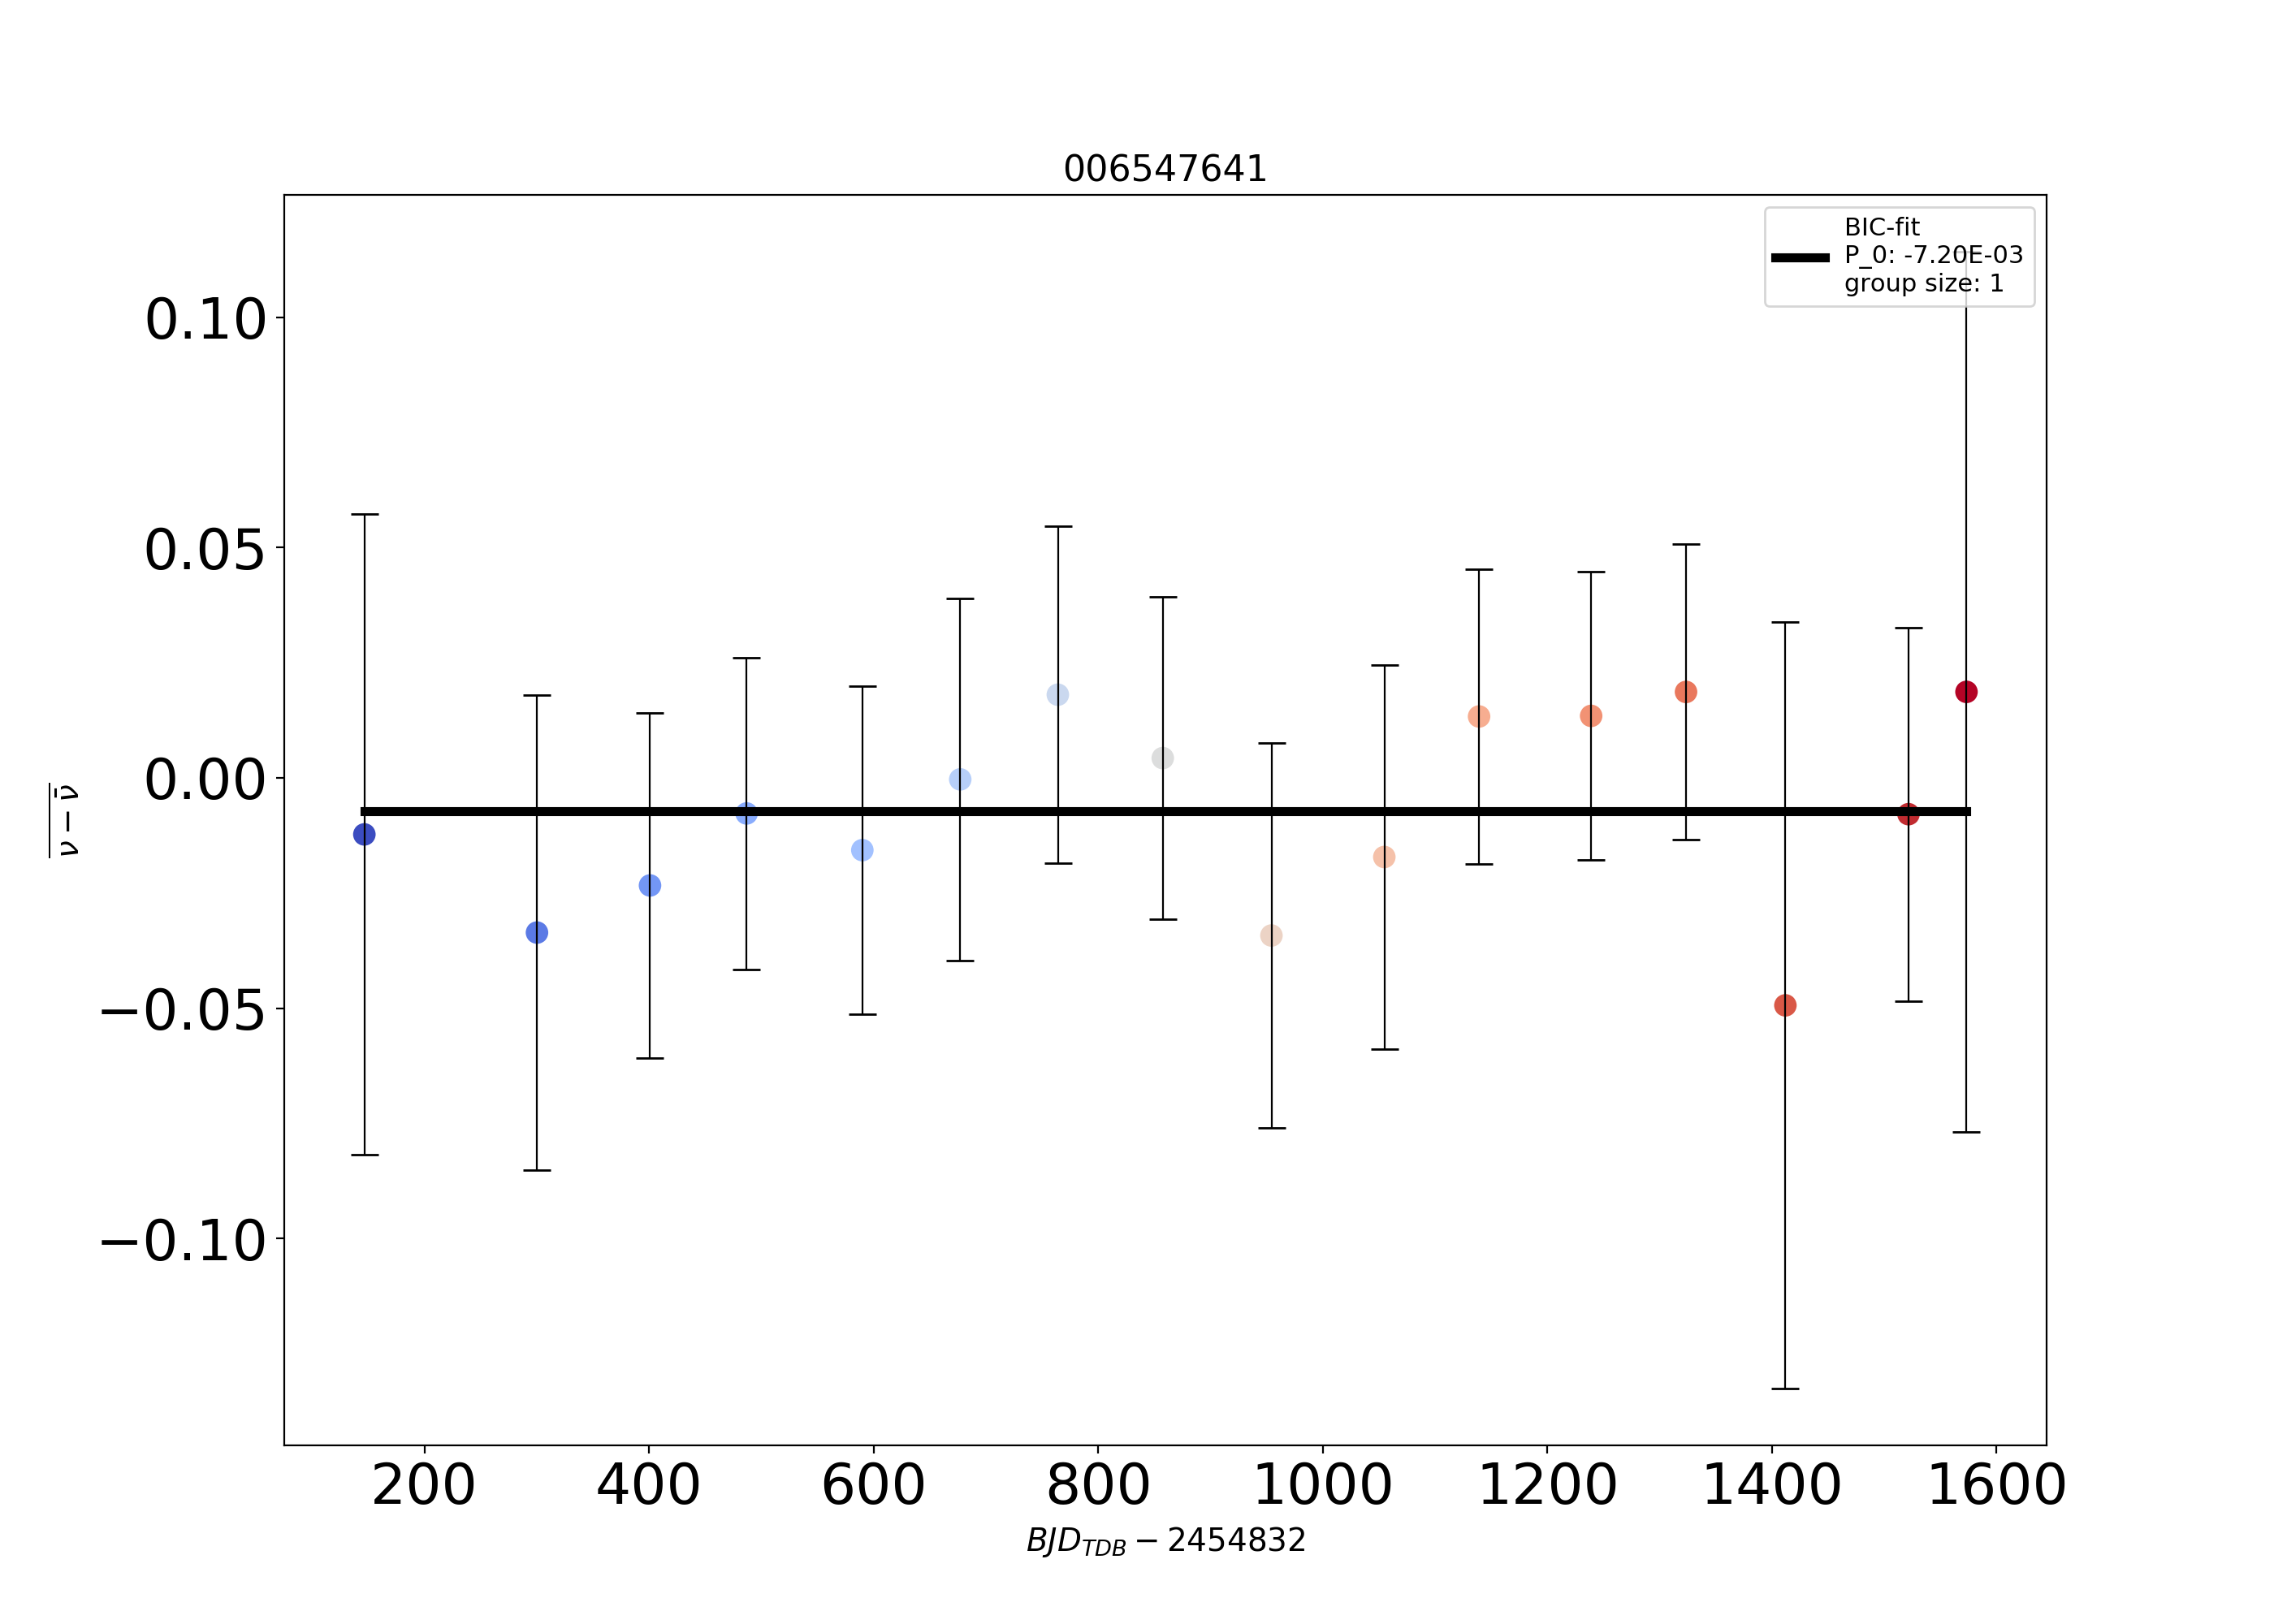 006547641
BIC-fit
P_0: -7.20E-03
group size: 1
0.10
0.05
0.00
−0.05
−0.10
ν − ν̄
200 400 600 800 1000 1200 1400 1600
BJD_TDB − 2454832